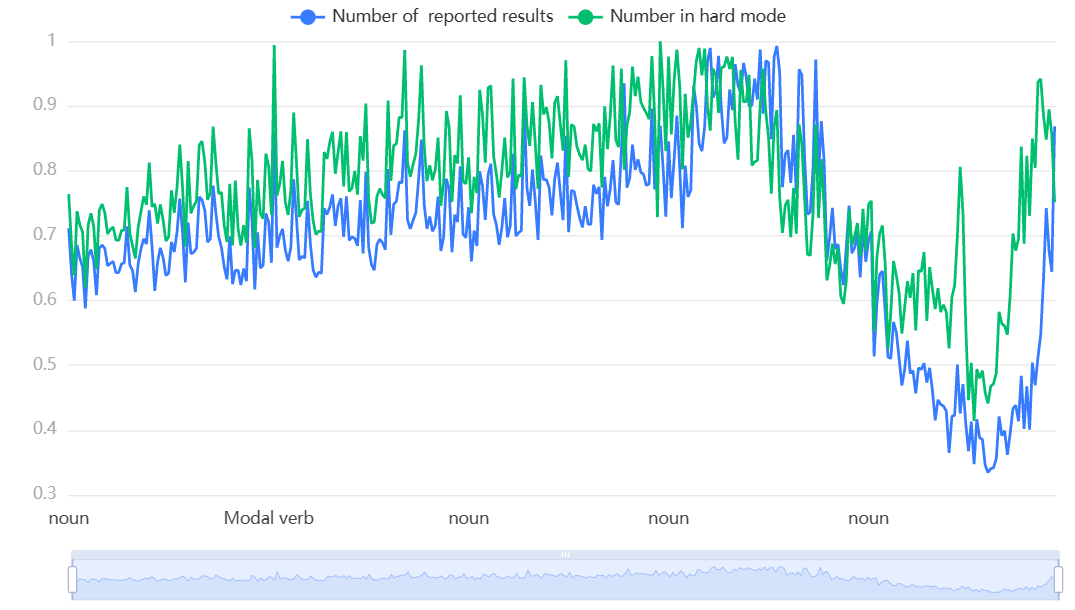 Number of  reported results
Number in hard mode
1
0.9
0.8
0.7
0.6
0.5
0.4
0.3
noun
Modal verb
noun
noun
noun